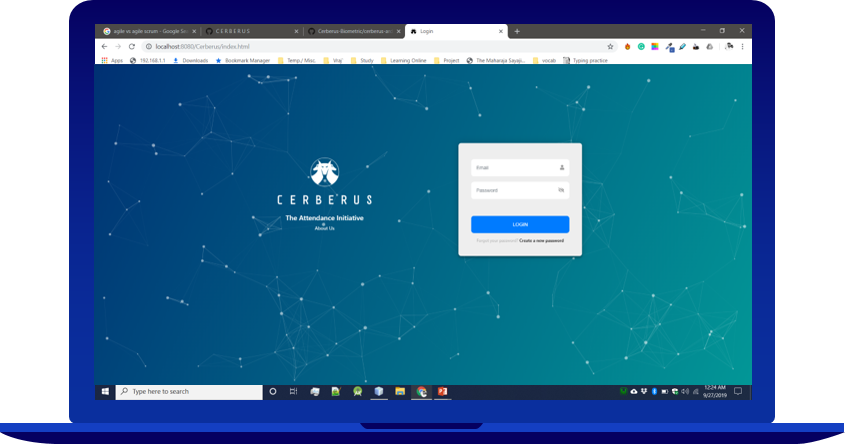 agile vs agile scrum - Google Se
CERBERUS
Cerberus-Biometric/cerberus-on
Login
localhost:8080/Cerberus/index.html
Apps
192.168.1.1
Downloads
Bookmark Manager
Temp / Misc
Vraj
Study
Learning Online
Project
The Maharaja Sayaji...
vocab
Typing practice
CERBERUS
The Attendance Initiative
About Us
Email
Password
LOGIN
Forgot your password? Create a new password
Type here to search
12:24 AM
9/27/2019